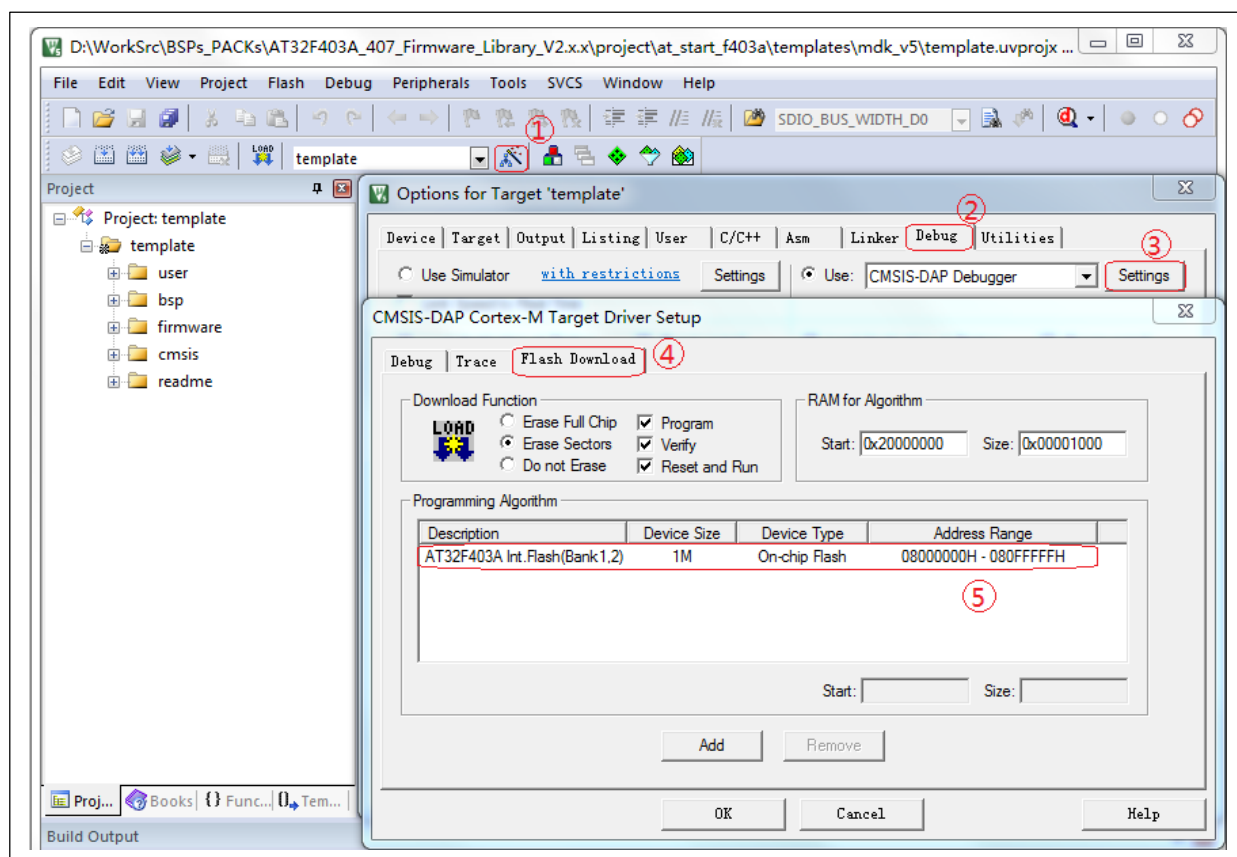 D:\WorkSrc\BSPs_PACKs\AT32F403A_407_Firmware_Library_V2.x.x\project\at_start_f403a\templates\mdk_v5\template.uvprojx ...
File Edit View Project Flash Debug Peripherals Tools SVCS Window Help
SDIO_BUS_WIDTH_D0
①
LOAD template
Project
Project: template
template
user
bsp
firmware
cmsis
readme
Options for Target 'template'
②
Device Target Output Listing User C/C++ Asm Linker Debug Utilities
③
Use Simulator with restrictions Settings Use: CMSIS-DAP Debugger Settings
CMSIS-DAP Cortex-M Target Driver Setup
Debug Trace Flash Download ④
Download Function
LOAD
Erase Full Chip Program
Erase Sectors Verify
Do not Erase Reset and Run
RAM for Algorithm
Start: 0x20000000 Size: 0x00001000
Programming Algorithm
Description Device Size Device Type Address Range
AT32F403A Int.Flash(Bank1,2) 1M On-chip Flash 08000000H - 080FFFFFH
⑤
Start: Size:
Add Remove
OK Cancel Help
Proj... Books {} Func... Tem...
Build Output